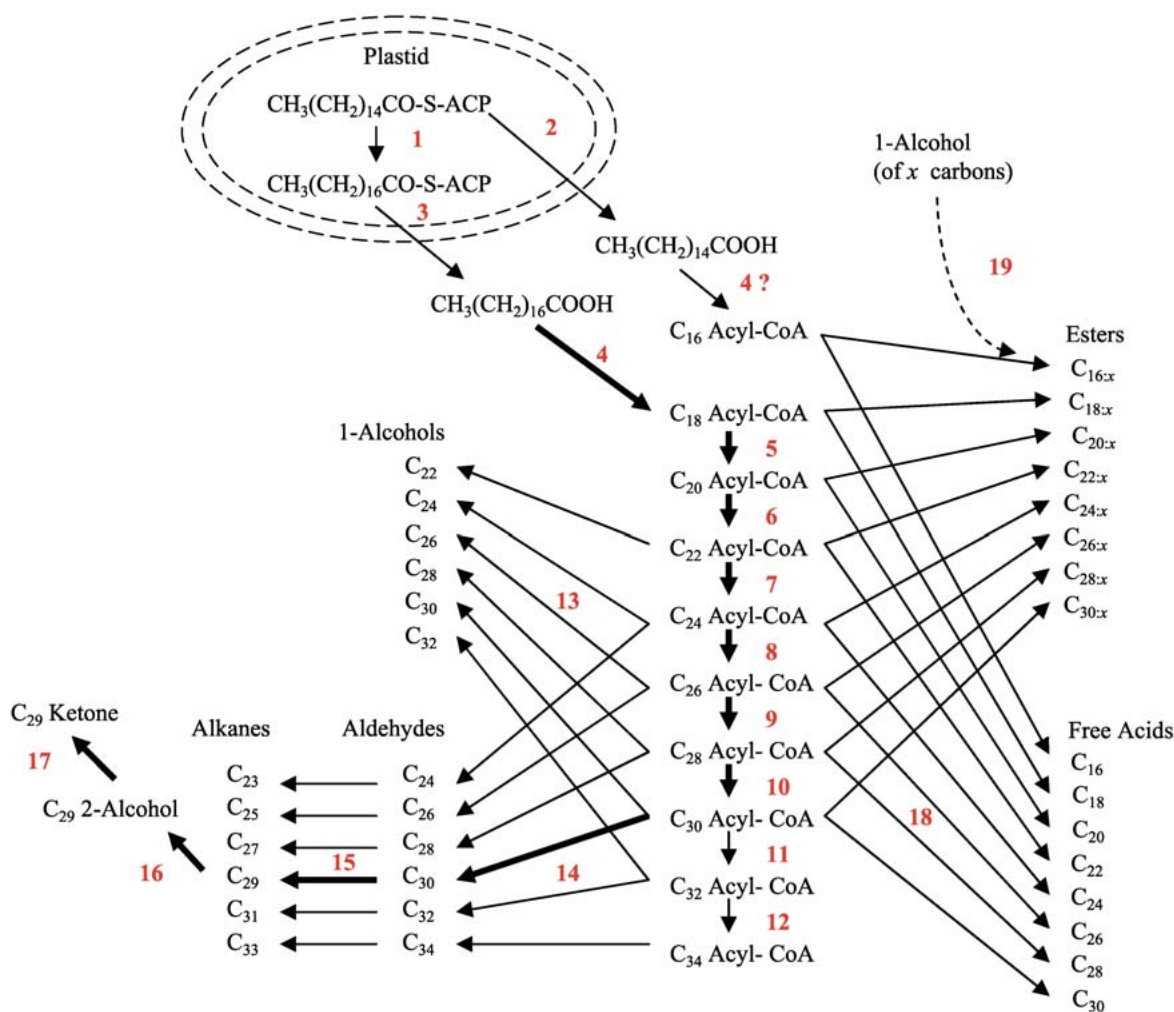 Plastid
CH₃(CH₂)₁₄CO-S-ACP
1
2
CH₃(CH₂)₁₆CO-S-ACP
3
1-Alcohol
(of x carbons)
CH₃(CH₂)₁₄COOH
19
4 ?
CH₃(CH₂)₁₆COOH
C₁₆ Acyl-CoA
Esters
4
C₁₆:ₓ
C₁₈ Acyl-CoA
C₁₈:ₓ
1-Alcohols
5
C₂₀:ₓ
C₂₂
C₂₀ Acyl-CoA
C₂₂:ₓ
C₂₄
6
C₂₄:ₓ
C₂₆
C₂₂ Acyl-CoA
C₂₆:ₓ
C₂₈
7
C₂₈:ₓ
13
C₃₀
C₂₄ Acyl-CoA
C₃₀:ₓ
C₃₂
8
C₂₆ Acyl- CoA
C₂₉ Ketone
Alkanes
Aldehydes
9
Free Acids
17
C₂₈ Acyl- CoA
C₁₆
C₂₃
C₂₄
10
C₁₈
C₂₉ 2-Alcohol
C₂₅
C₂₆
C₃₀ Acyl- CoA
18
C₂₀
C₂₇
C₂₈
11
C₂₂
16
15
14
C₂₉
C₃₀
C₃₂ Acyl- CoA
C₂₄
C₃₁
C₃₂
12
C₂₆
C₃₃
C₃₄
C₃₄ Acyl- CoA
C₂₈
C₃₀